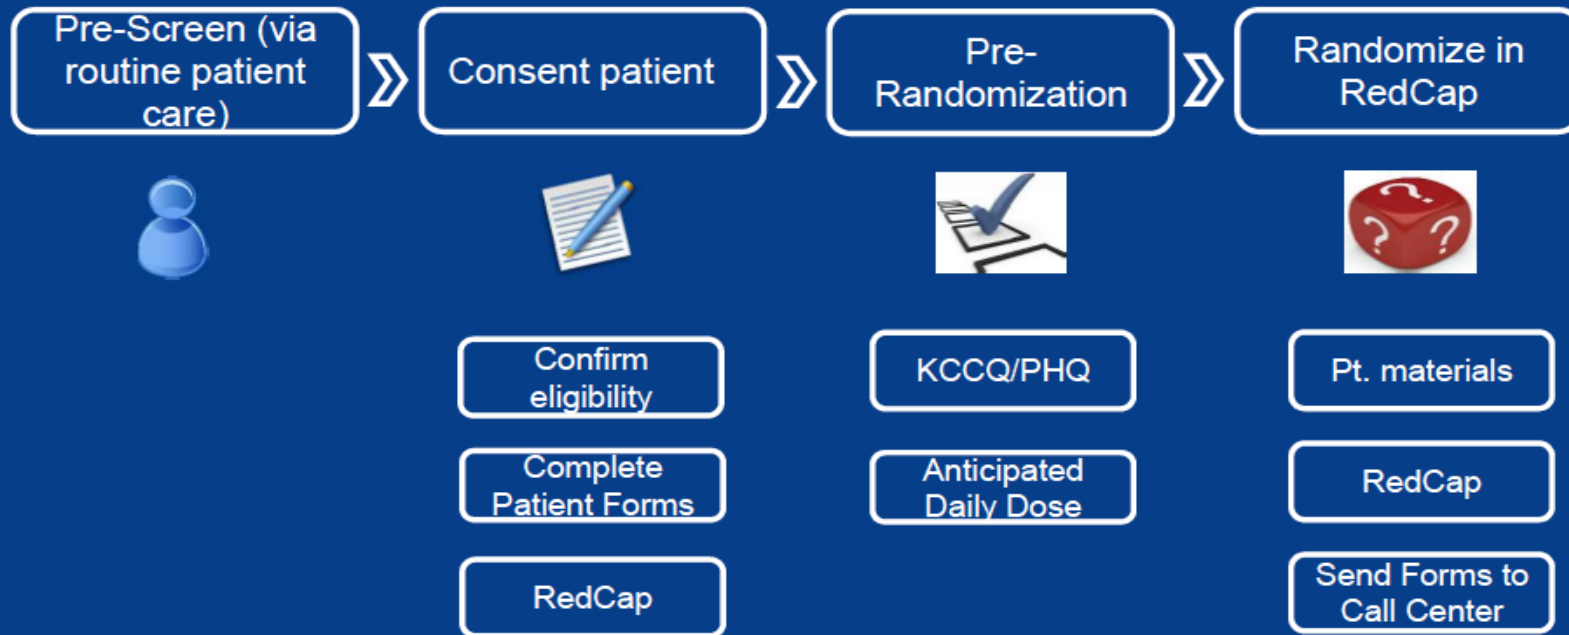 Pre-Screen (via
routine patient
care)
Consent patient
Pre-
Randomization
Randomize in
RedCap
? ? ?
Confirm
eligibility
Complete
Patient Forms
RedCap
KCCQ/PHQ
Anticipated
Daily Dose
Pt. materials
RedCap
Send Forms to
Call Center